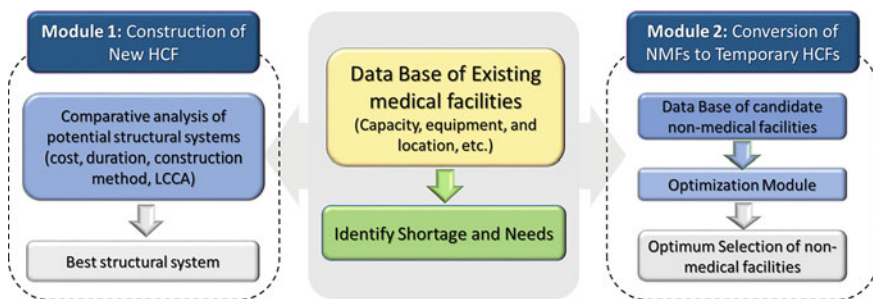 Module 1: Construction of
New HCF
Comparative analysis of
potential structural systems
(cost, duration, construction
method, LCCA)
Best structural system
Data Base of Existing
medical facilities
(Capacity, equipment, and
location, etc.)
Identify Shortage and Needs
Module 2: Conversion of
NMFs to Temporary HCFs
Data Base of candidate
non-medical facilities
Optimization Module
Optimum Selection of non-
medical facilities